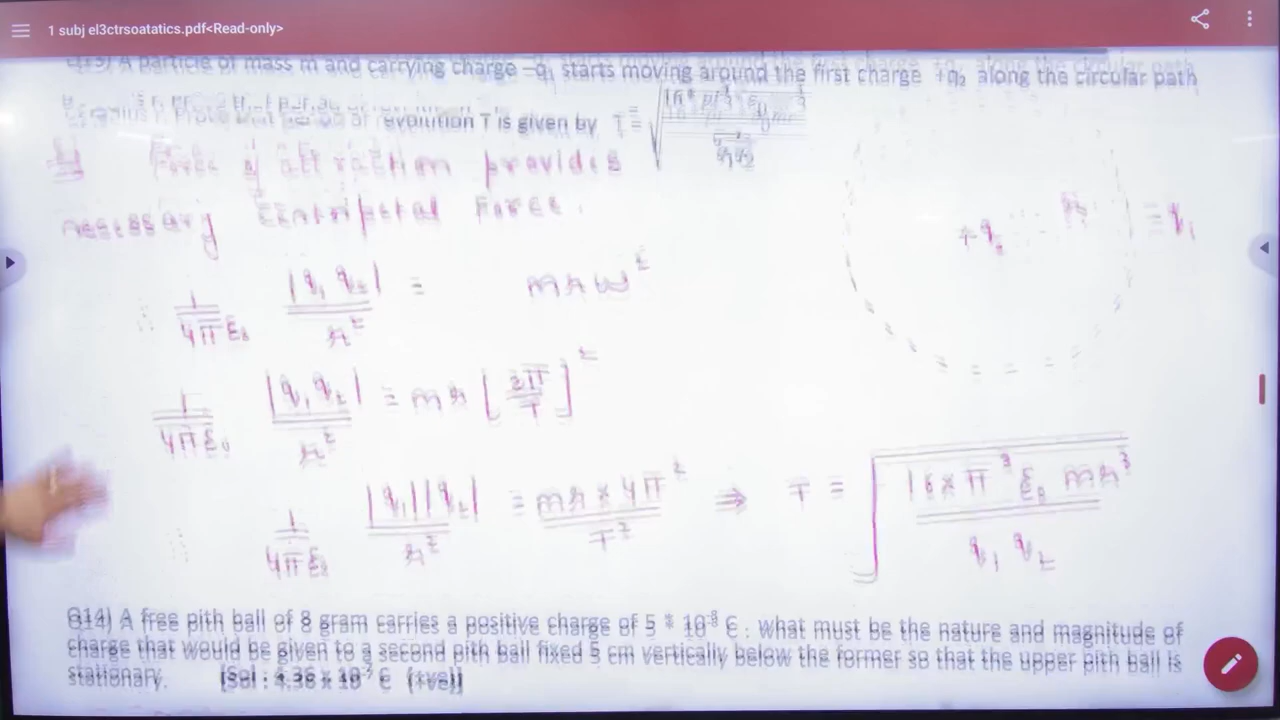 1 subj el3ctrsoatatics.pdf<Read-only>
Q13) A particle of mass m and carrying charge –q₁ starts moving around the first charge +q₂ along the circular path
revolution T is given by T =
Force of attraction provides
necessary Centripetal Force.
∴ 1/4πε₀ |q₁ q₂|/r² = mrω²
+q₂ –q₁
1/4πε₀ |q₁ q₂|/r² = mr [2π/T]²
∴ 1/4πε₀ |q₁||q₂|/r² = mr × 4π²/T² ⇒ T = √(16 × π³ ε₀ mr³/q₁ q₂)
Q14) A free pith ball of 8 gram carries a positive charge of 5 * 10⁻⁸ C . what must be the nature and magnitude of
charge that would be given to a second pith ball fixed 5 cm vertically below the former so that the upper pith ball is
stationary. [Sol : 4.36 x 10⁻⁷ C (+ve)]